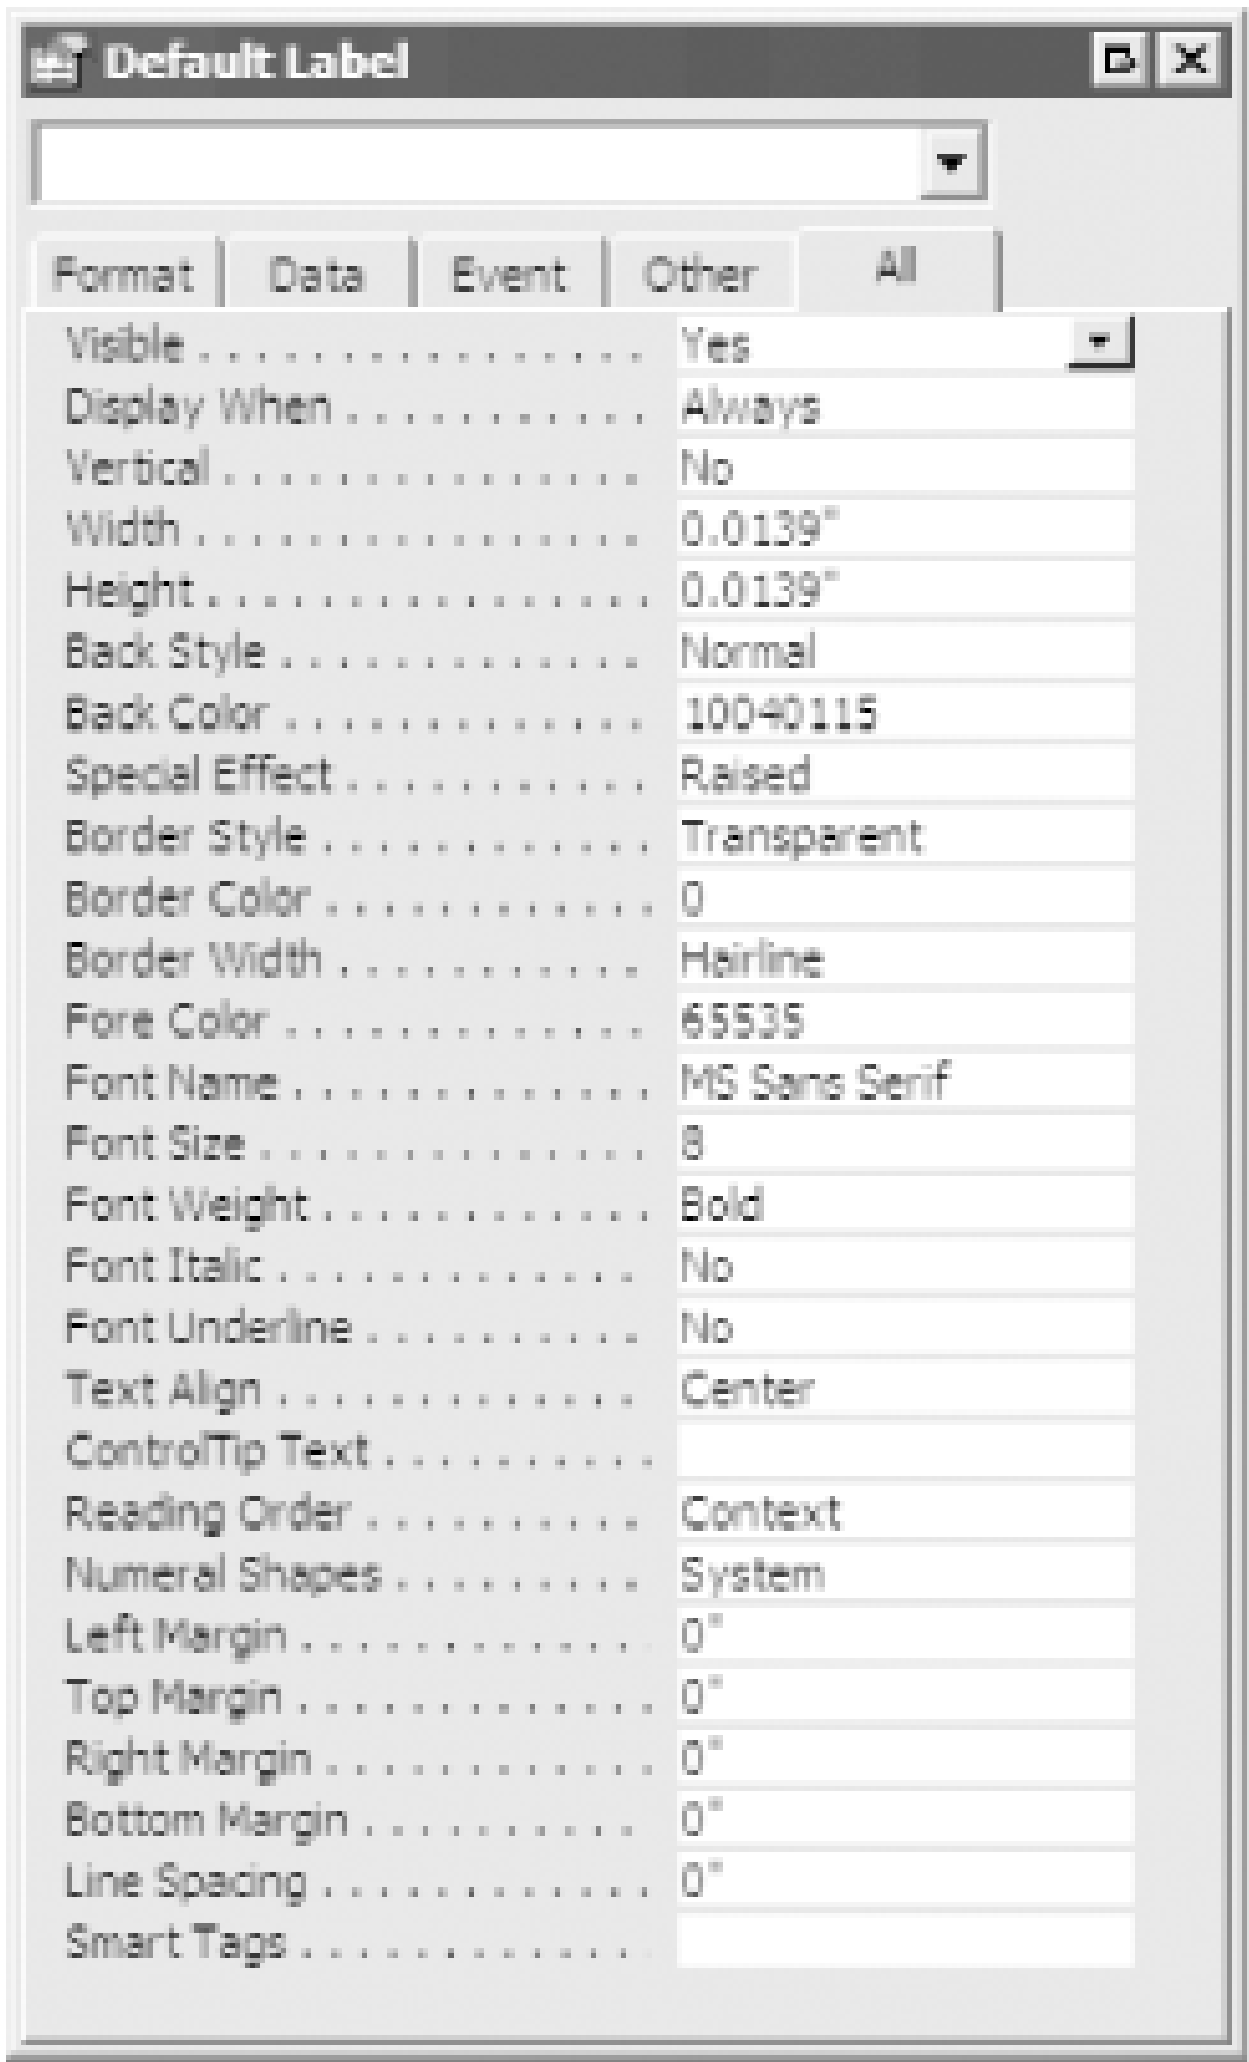 Default Label
Format Data Event Other All
Visible . . . . . . . . . . . . . . . . Yes
Display When . . . . . . . . . . . Always
Vertical . . . . . . . . . . . . . . . No
Width . . . . . . . . . . . . . . . . 0.0139"
Height . . . . . . . . . . . . . . . . 0.0139"
Back Style . . . . . . . . . . . . . Normal
Back Color . . . . . . . . . . . . . 10040115
Special Effect . . . . . . . . . . . Raised
Border Style . . . . . . . . . . . . Transparent
Border Color . . . . . . . . . . . . 0
Border Width . . . . . . . . . . . Hairline
Fore Color . . . . . . . . . . . . . 65535
Font Name . . . . . . . . . . . . . MS Sans Serif
Font Size . . . . . . . . . . . . . . 8
Font Weight . . . . . . . . . . . . Bold
Font Italic . . . . . . . . . . . . . No
Font Underline . . . . . . . . . . No
Text Align . . . . . . . . . . . . . Center
ControlTip Text . . . . . . . . . .
Reading Order . . . . . . . . . . Context
Numeral Shapes . . . . . . . . . System
Left Margin . . . . . . . . . . . . 0"
Top Margin . . . . . . . . . . . . . 0"
Right Margin . . . . . . . . . . . . 0"
Bottom Margin . . . . . . . . . . 0"
Line Spacing . . . . . . . . . . . . 0"
Smart Tags . . . . . . . . . . . .